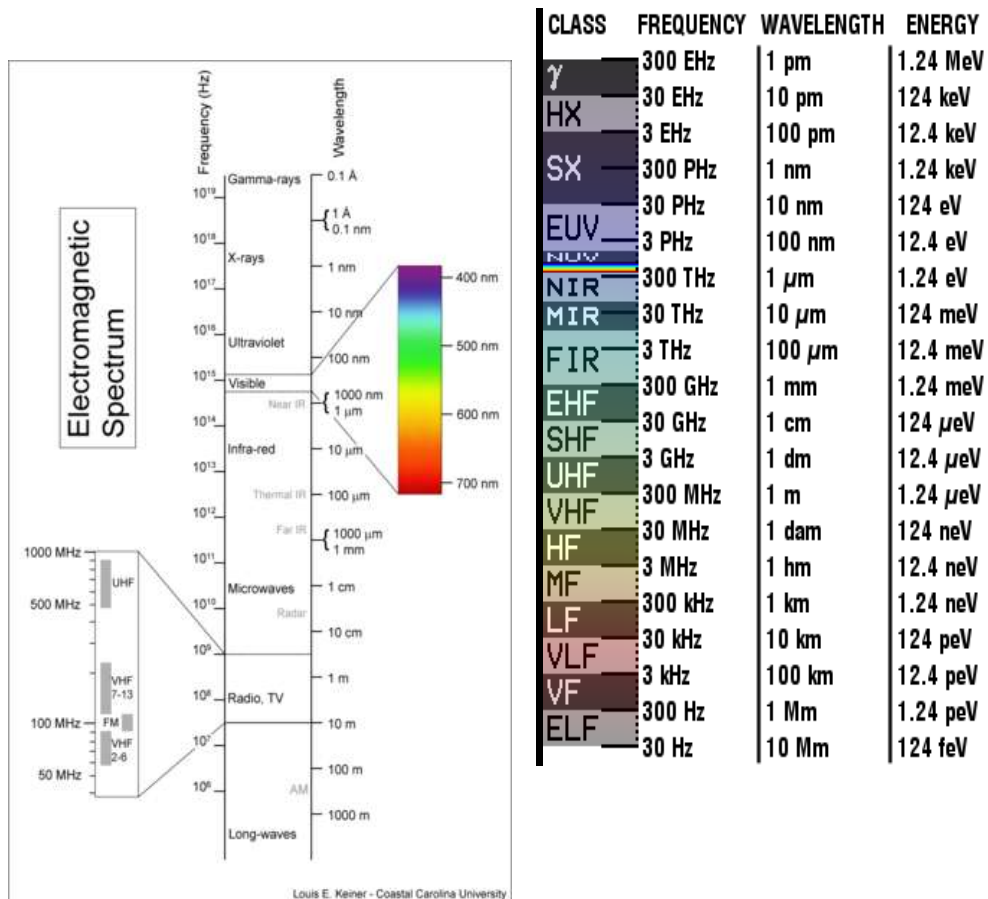 Electromagnetic
Spectrum
Frequency (Hz)
Wavelength
Gamma-rays
X-rays
Ultraviolet
Visible
Near IR
Infra-red
Thermal IR
Far IR
Microwaves
Radar
Radio, TV
AM
Long-waves
10¹⁹
10¹⁸
10¹⁷
10¹⁶
10¹⁵
10¹⁴
10¹³
10¹²
10¹¹
10¹⁰
10⁹
10⁸
10⁷
10⁶
0.1 Å
1 Å
0.1 nm
1 nm
10 nm
100 nm
1000 nm
1 µm
10 µm
100 µm
1000 µm
1 mm
1 cm
10 cm
1 m
10 m
100 m
1000 m
400 nm
500 nm
600 nm
700 nm
1000 MHz
UHF
500 MHz
VHF
7-13
100 MHz
FM
VHF
2-6
50 MHz
Louis E. Keiner - Coastal Carolina University
CLASS FREQUENCY WAVELENGTH ENERGY
γ
HX
SX
EUV
NUV
NIR
MIR
FIR
EHF
SHF
UHF
VHF
HF
MF
LF
VLF
VF
ELF
300 EHz 1 pm 1.24 MeV
30 EHz 10 pm 124 keV
3 EHz 100 pm 12.4 keV
300 PHz 1 nm 1.24 keV
30 PHz 10 nm 124 eV
3 PHz 100 nm 12.4 eV
300 THz 1 µm 1.24 eV
30 THz 10 µm 124 meV
3 THz 100 µm 12.4 meV
300 GHz 1 mm 1.24 meV
30 GHz 1 cm 124 µeV
3 GHz 1 dm 12.4 µeV
300 MHz 1 m 1.24 µeV
30 MHz 1 dam 124 neV
3 MHz 1 hm 12.4 neV
300 kHz 1 km 1.24 neV
30 kHz 10 km 124 peV
3 kHz 100 km 12.4 peV
300 Hz 1 Mm 1.24 peV
30 Hz 10 Mm 124 feV